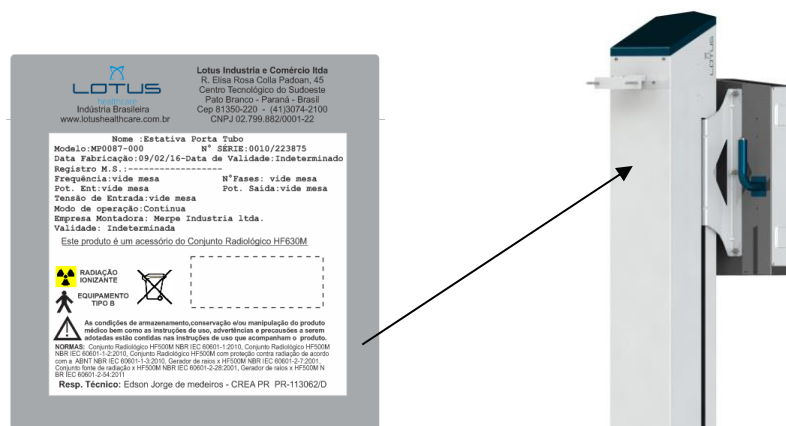 LOTUS
healthcare
Indústria Brasileira
www.lotushealthcare.com.br
Lotus Industria e Comércio ltda
R. Elisa Rosa Colla Padoan, 45
Centro Tecnológico do Sudoeste
Pato Branco - Paraná - Brasil
Cep 81350-220 - (41)3074-2100
CNPJ 02.799.882/0001-22
Nome :Estativa Porta Tubo
Modelo:MP0087-000 N° SÉRIE:0010/223875
Data Fabricação:09/02/16-Data de Validade:Indeterminado
Registro M.S.:------------------
Frequência:vide mesa N°Fases: vide mesa
Pot. Ent:vide mesa Pot. Saida:vide mesa
Tensão de Entrada:vide mesa
Modo de operação:Continua
Empresa Montadora: Merpe Industria ltda.
Validade: Indeterminada
Este produto é um acessório do Conjunto Radiológico HF630M
RADIAÇÃO
IONIZANTE
EQUIPAMENTO
TIPO B
As condições de armazenamento,conservação e/ou manipulação do produto
médico bem como as instruções de uso, advertências e precausões a serem
adotadas estão contidas nas instruções de uso que acompanham o produto.
NORMAS: Conjunto Radiológico HF500M NBR IEC 60601-1:2010, Conjunto Radiológico HF500M
NBR IEC 60601-1-2:2010, Conjunto Radiológico HF500M com proteção contra radiação de acordo
com a ABNT NBR IEC 60601-1-3:2010, Gerador de raios x HF500M NBR IEC 60601-2-7:2001,
Conjunto fonte de radiação x HF500M NBR IEC 60601-2-28:2001, Gerador de raios x HF500M N
BR IEC 60601-2-54:2011
Resp. Técnico: Edson Jorge de medeiros - CREA PR PR-113062/D
LOTUS